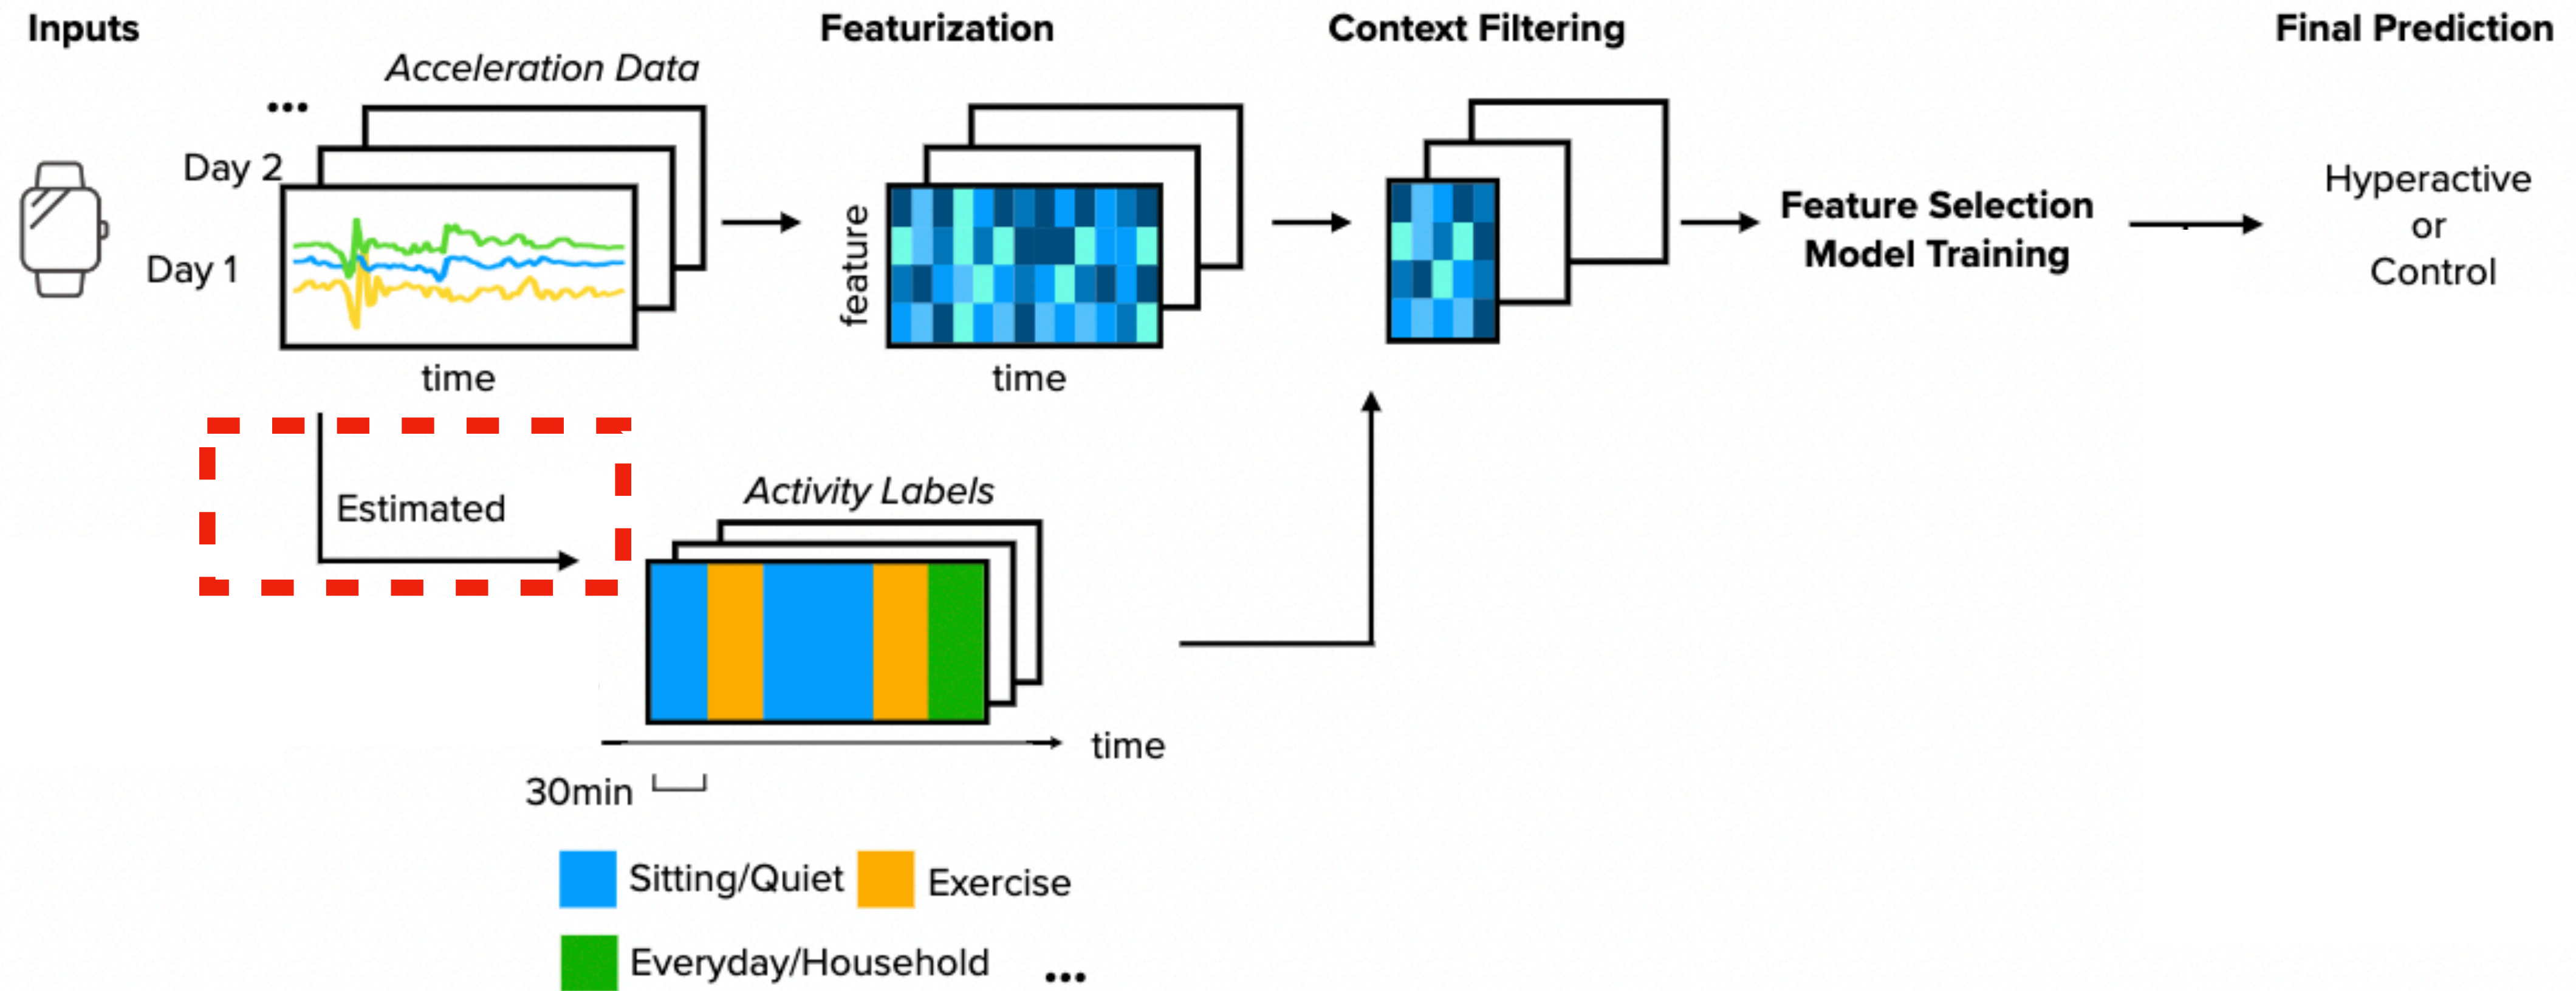 Inputs
Featurization
Context Filtering
Final Prediction
Acceleration Data
...
Day 2
Day 1
time
feature
time
Feature Selection
Model Training
Hyperactive
or
Control
Estimated
Activity Labels
time
30min
Sitting/Quiet
Exercise
Everyday/Household
...